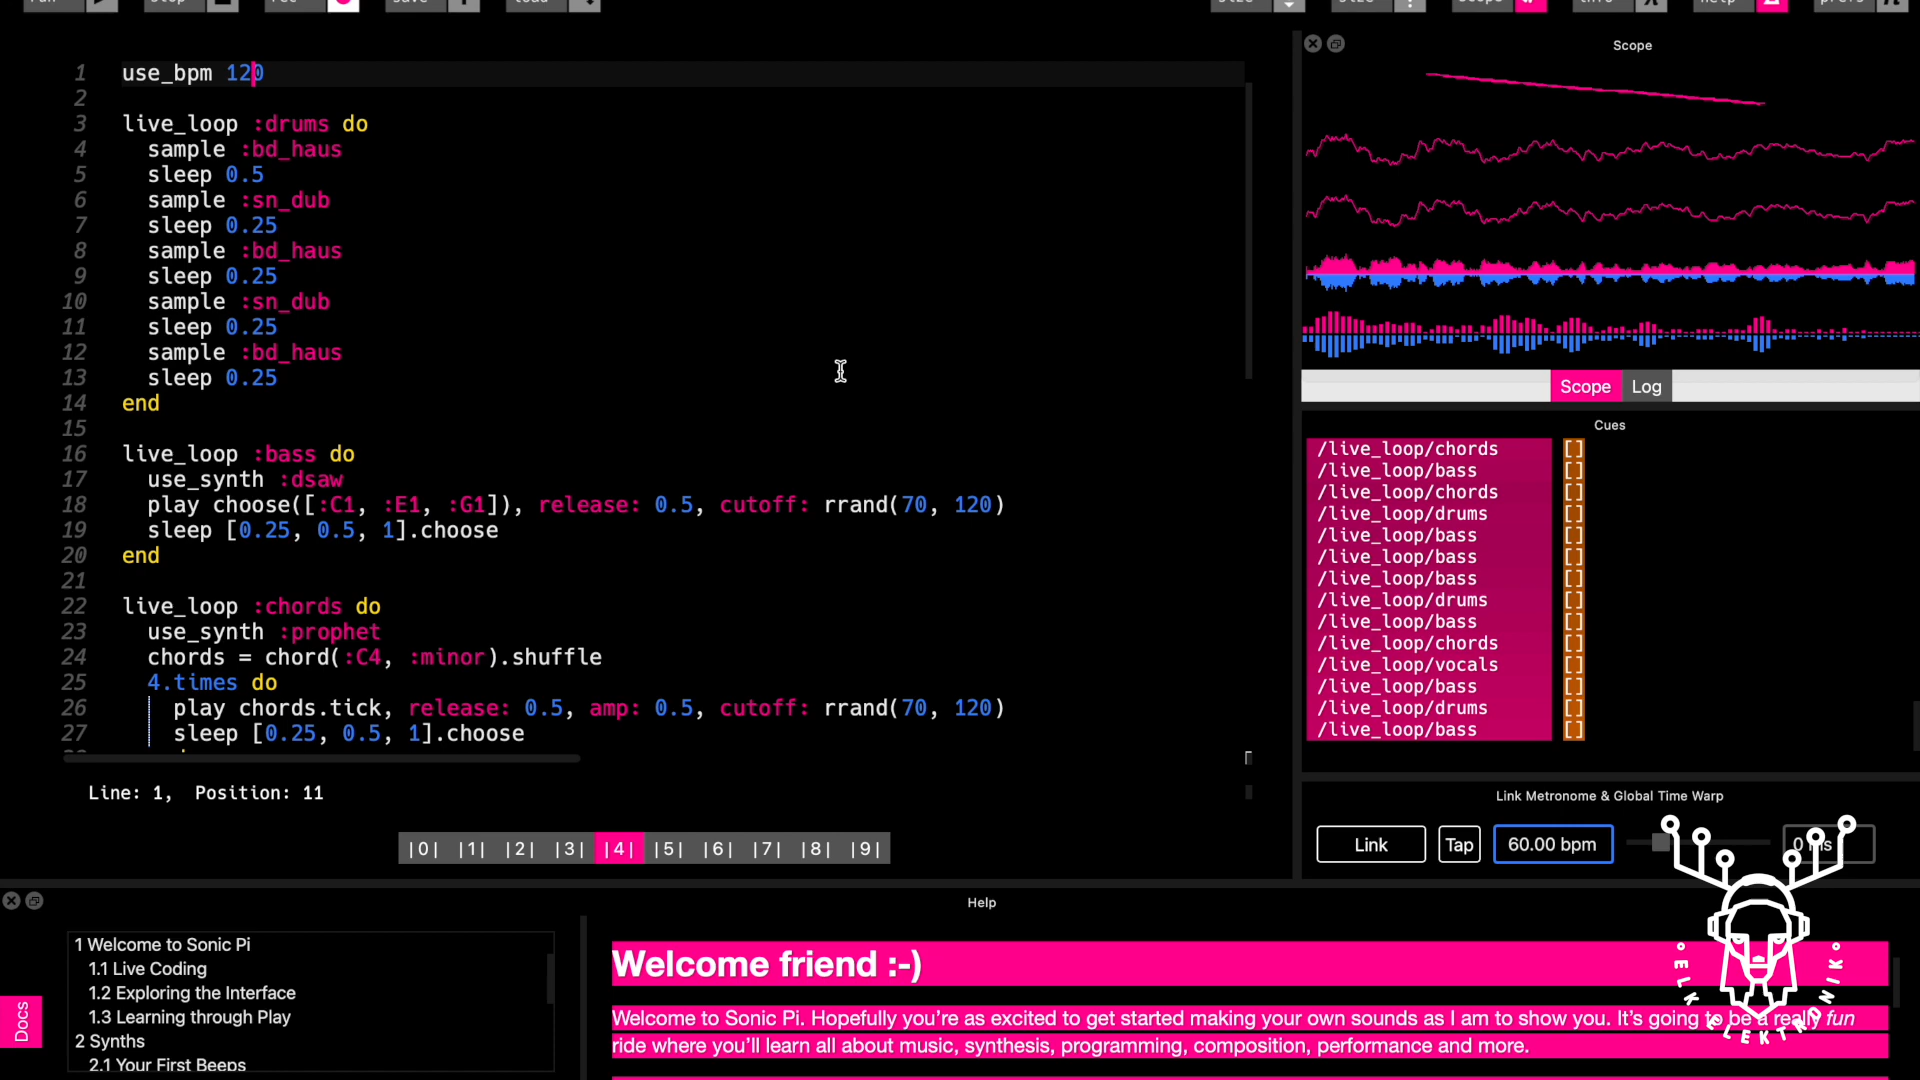 Scope
1 use_bpm 120
2
3 live_loop :drums do
4 sample :bd_haus
5 sleep 0.5
6 sample :sn_dub
7 sleep 0.25
8 sample :bd_haus
9 sleep 0.25
10 sample :sn_dub
11 sleep 0.25
12 sample :bd_haus
13 sleep 0.25
14 end
15
16 live_loop :bass do
17 use_synth :dsaw
18 play choose([:C1, :E1, :G1]), release: 0.5, cutoff: rrand(70, 120)
19 sleep [0.25, 0.5, 1].choose
20 end
21
22 live_loop :chords do
23 use_synth :prophet
24 chords = chord(:C4, :minor).shuffle
25 4.times do
26 play chords.tick, release: 0.5, amp: 0.5, cutoff: rrand(70, 120)
27 sleep [0.25, 0.5, 1].choose
Line: 1, Position: 11
|0| |1| |2| |3| |4| |5| |6| |7| |8| |9|
Scope Log
Cues
/live_loop/chords []
/live_loop/bass []
/live_loop/chords []
/live_loop/drums []
/live_loop/bass []
/live_loop/bass []
/live_loop/bass []
/live_loop/drums []
/live_loop/bass []
/live_loop/chords []
/live_loop/vocals []
/live_loop/bass []
/live_loop/drums []
/live_loop/bass []
Link Metronome & Global Time Warp
Link Tap 60.00 bpm 0 ms
Help
Docs
1 Welcome to Sonic Pi
1.1 Live Coding
1.2 Exploring the Interface
1.3 Learning through Play
2 Synths
2.1 Your First Beeps
Welcome friend :-)
Welcome to Sonic Pi. Hopefully you're as excited to get started making your own sounds as I am to show you. It's going to be a really fun
ride where you'll learn all about music, synthesis, programming, composition, performance and more.
ELK ELEKTRONIK